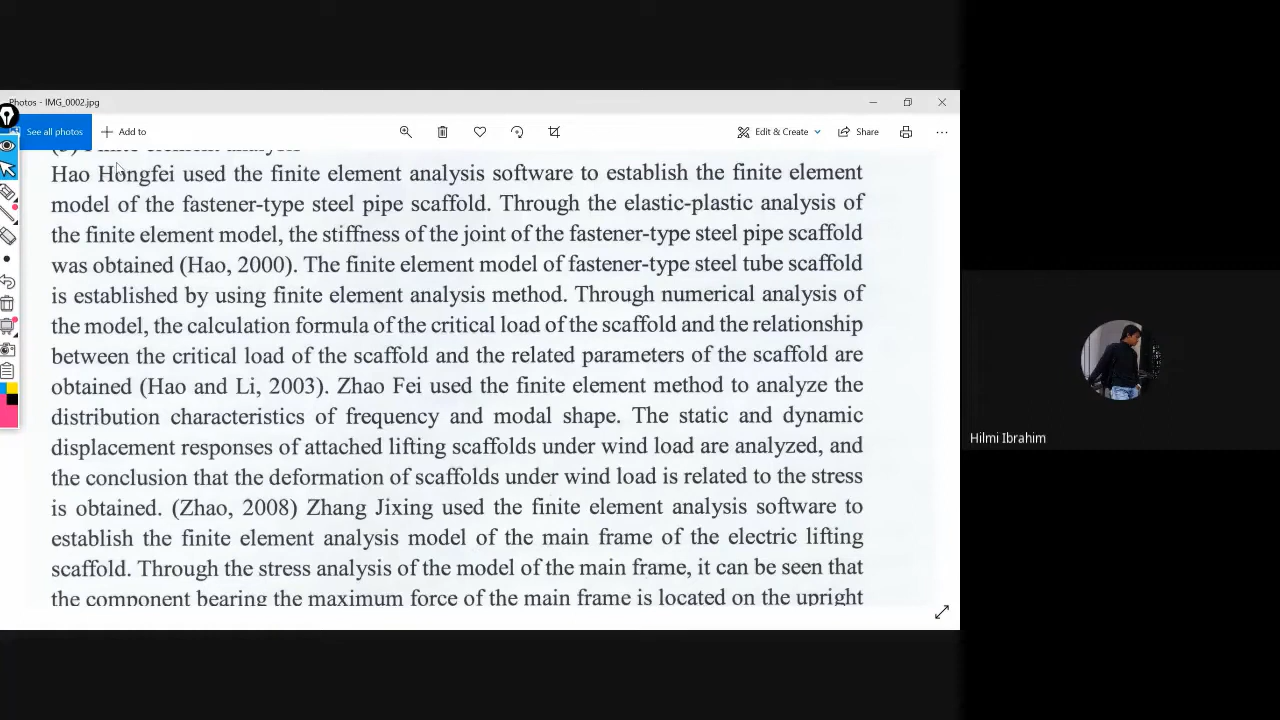 Photos - IMG_0002.jpg
See all photos
Add to
Edit & Create
Share
Finite element analysis
Hao Hongfei used the finite element analysis software to establish the finite element
model of the fastener-type steel pipe scaffold. Through the elastic-plastic analysis of
the finite element model, the stiffness of the joint of the fastener-type steel pipe scaffold
was obtained (Hao, 2000). The finite element model of fastener-type steel tube scaffold
is established by using finite element analysis method. Through numerical analysis of
the model, the calculation formula of the critical load of the scaffold and the relationship
between the critical load of the scaffold and the related parameters of the scaffold are
obtained (Hao and Li, 2003). Zhao Fei used the finite element method to analyze the
distribution characteristics of frequency and modal shape. The static and dynamic
displacement responses of attached lifting scaffolds under wind load are analyzed, and
the conclusion that the deformation of scaffolds under wind load is related to the stress
is obtained. (Zhao, 2008) Zhang Jixing used the finite element analysis software to
establish the finite element analysis model of the main frame of the electric lifting
scaffold. Through the stress analysis of the model of the main frame, it can be seen that
the component bearing the maximum force of the main frame is located on the upright
Hilmi Ibrahim